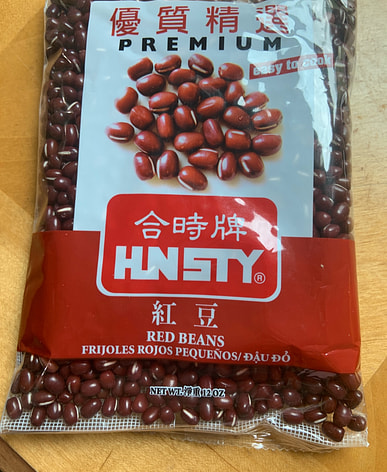 優質精選
PREMIUM
easy to cook
合時牌
HNSTY®
紅豆
RED BEANS
FRIJOLES ROJOS PEQUEÑOS/ĐẬU ĐỎ
NET WT. 淨重 12 OZ